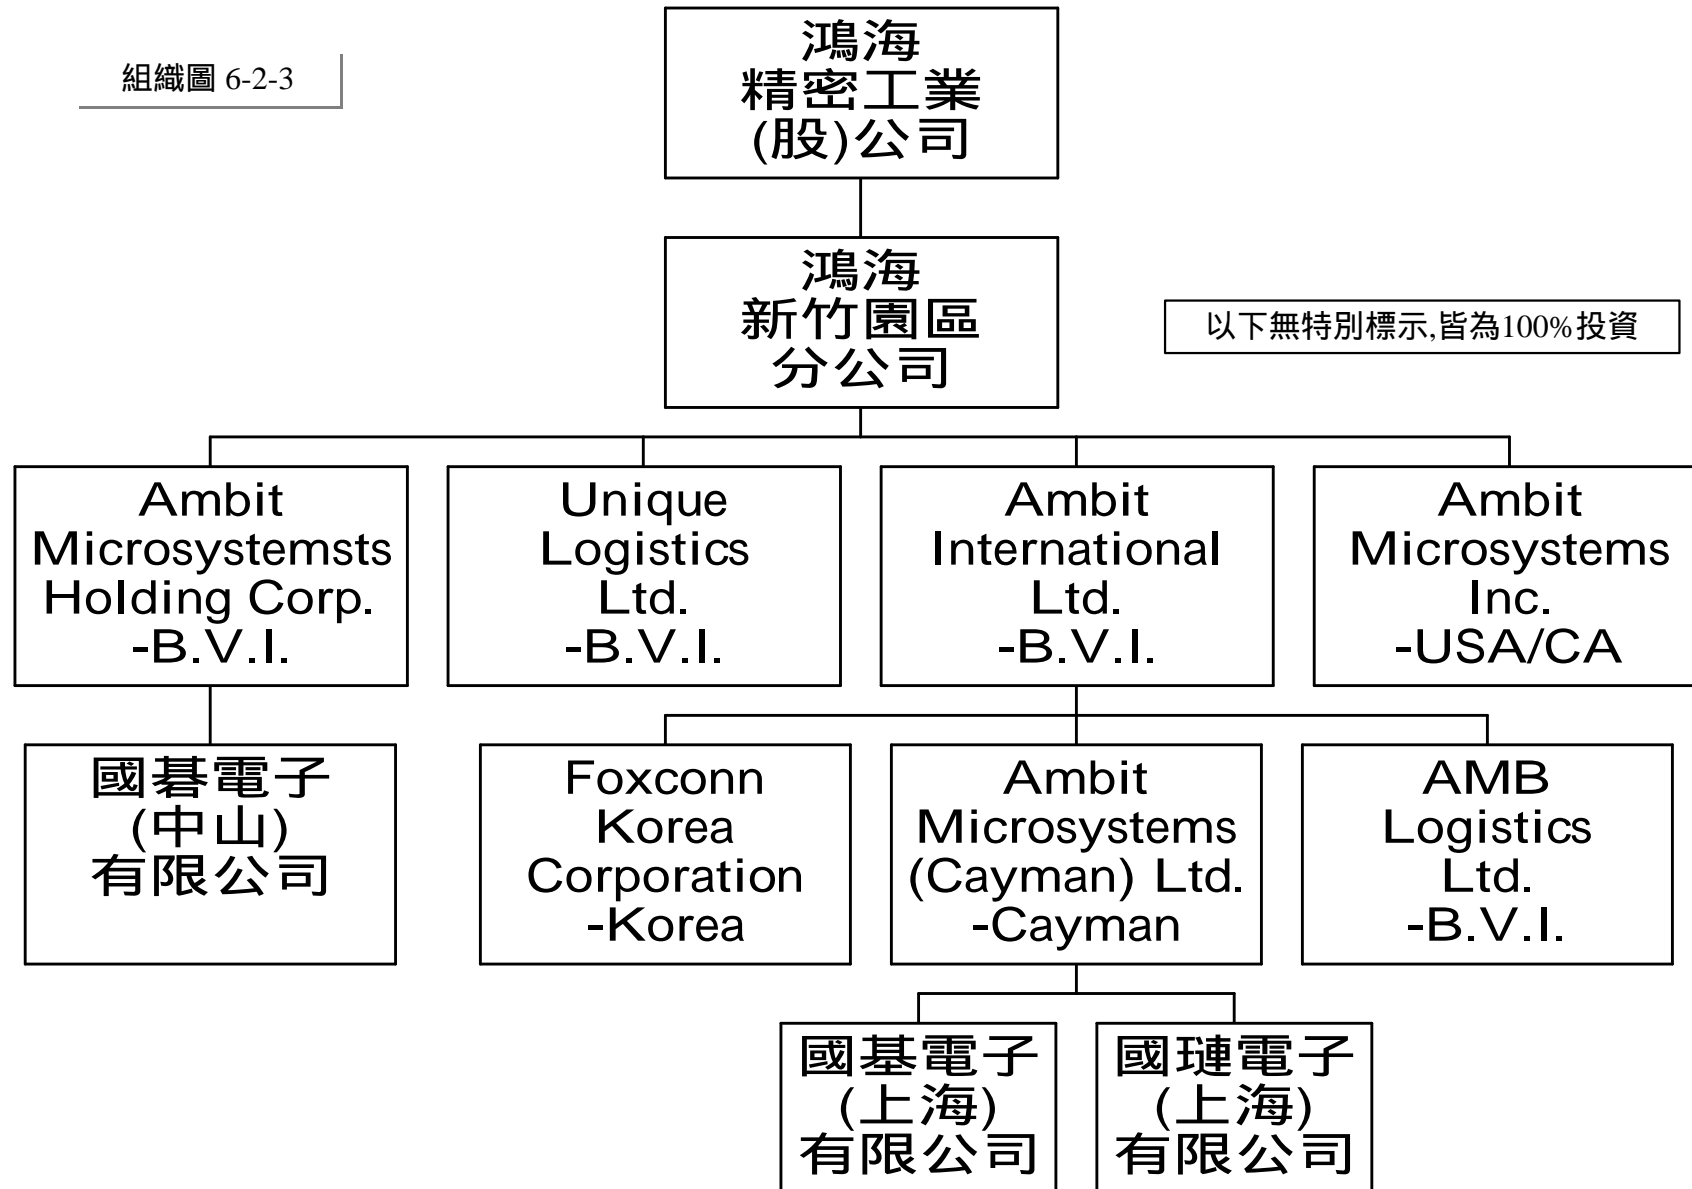 組織圖 6-2-3
鴻海
精密工業
(股)公司
鴻海
新竹園區
分公司
以下無特別標示,皆為100%投資
Ambit
Microsystemsts
Holding Corp.
-B.V.I.
Unique
Logistics
Ltd.
-B.V.I.
Ambit
International
Ltd.
-B.V.I.
Ambit
Microsystems
Inc.
-USA/CA
國碁電子
(中山)
有限公司
Foxconn
Korea
Corporation
-Korea
Ambit
Microsystems
(Cayman) Ltd.
-Cayman
AMB
Logistics
Ltd.
-B.V.I.
國基電子
(上海)
有限公司
國璉電子
(上海)
有限公司